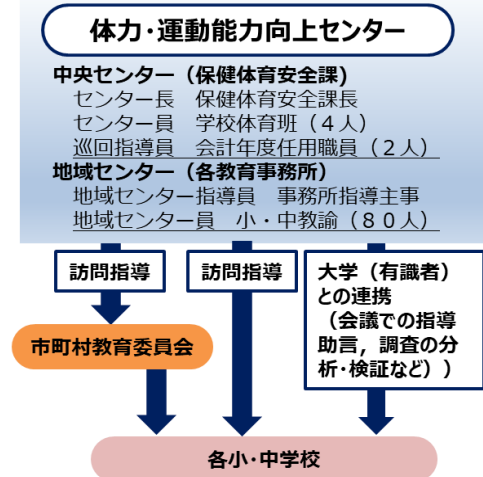 体力・運動能力向上センター
中央センター（保健体育安全課)
センター長　保健体育安全課長
センター員　学校体育班（４人）
巡回指導員　会計年度任用職員（２人）
地域センター（各教育事務所）
地域センター指導員　事務所指導主事
地域センター員　小・中教諭（８０人）
訪問指導
訪問指導
大学（有識者）
との連携
（会議での指導
助言，調査の分
析・検証など））
市町村教育委員会
各小・中学校